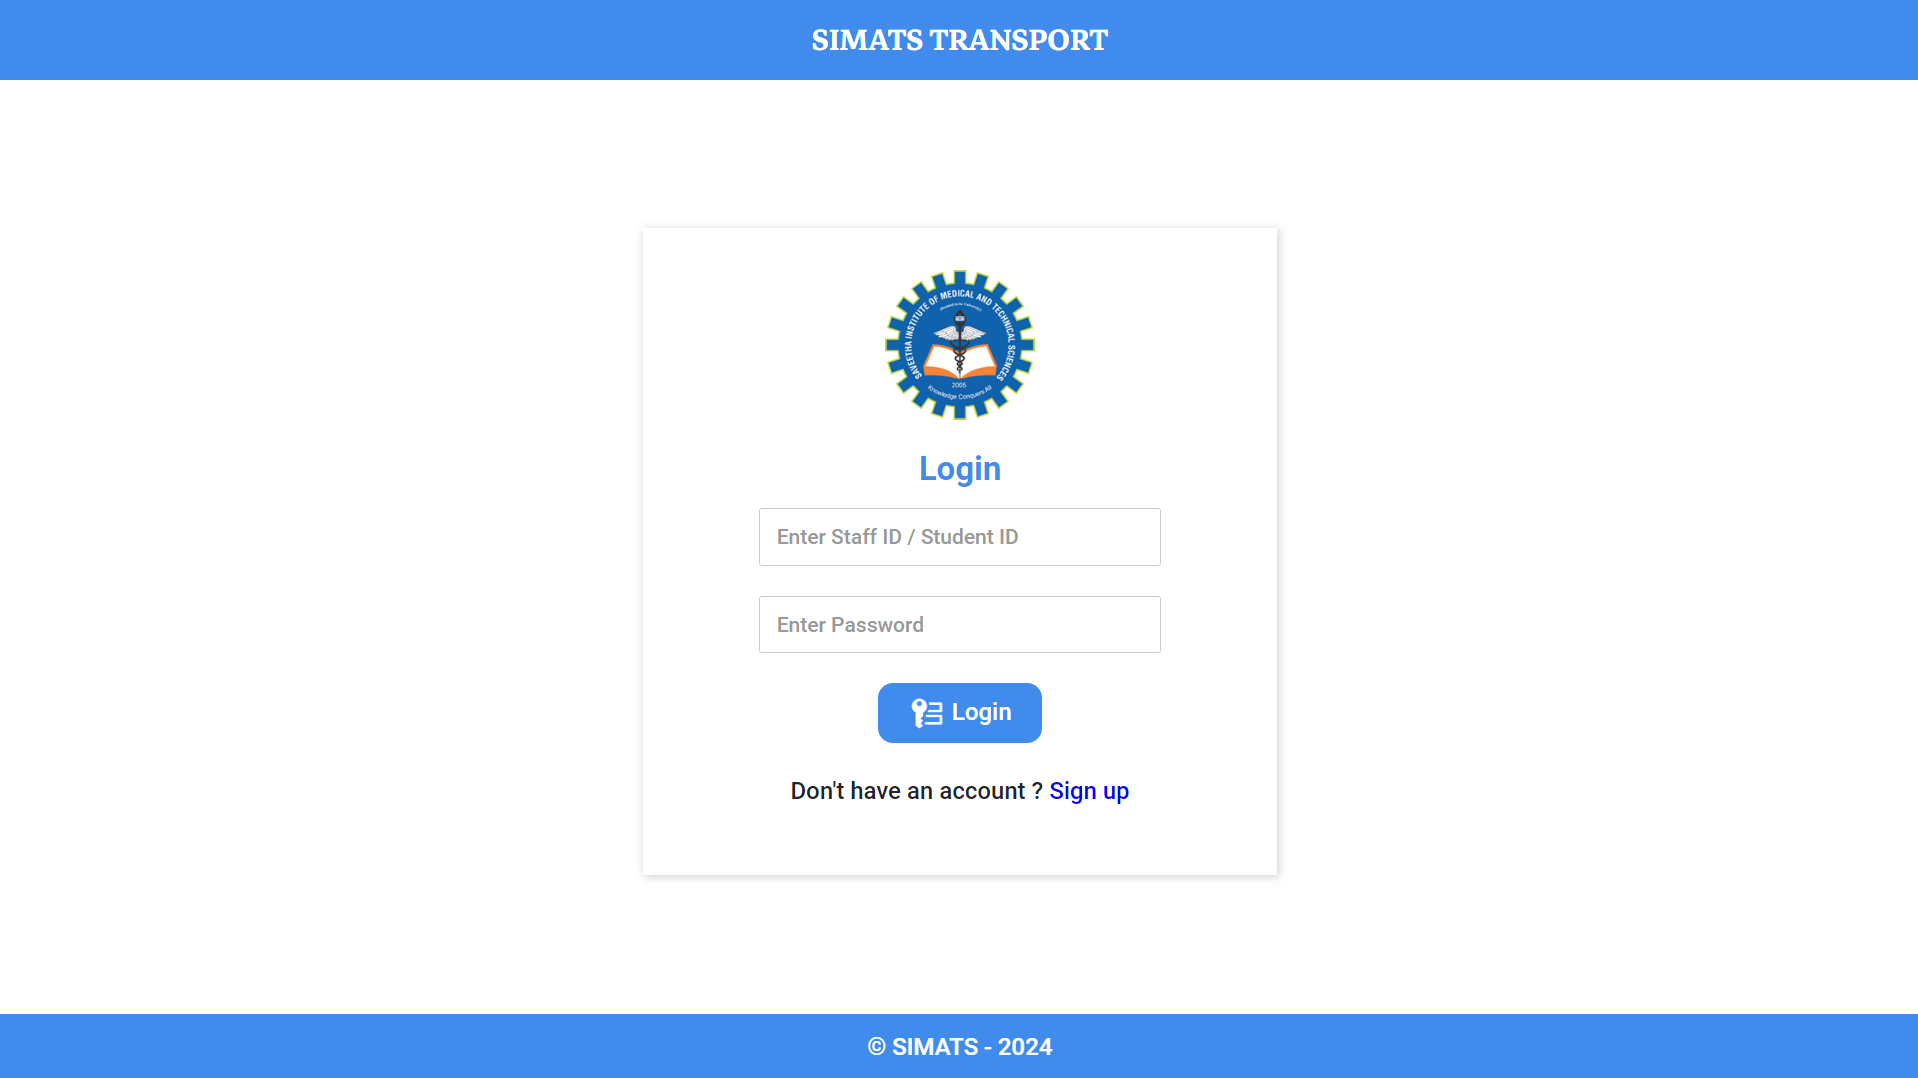 SIMATS TRANSPORT
SAVEETHA INSTITUTE OF MEDICAL AND TECHNICAL SCIENCES
2005
Knowledge Conquers All
Login
Enter Staff ID / Student ID
Enter Password
Login
Don't have an account ? Sign up
© SIMATS - 2024